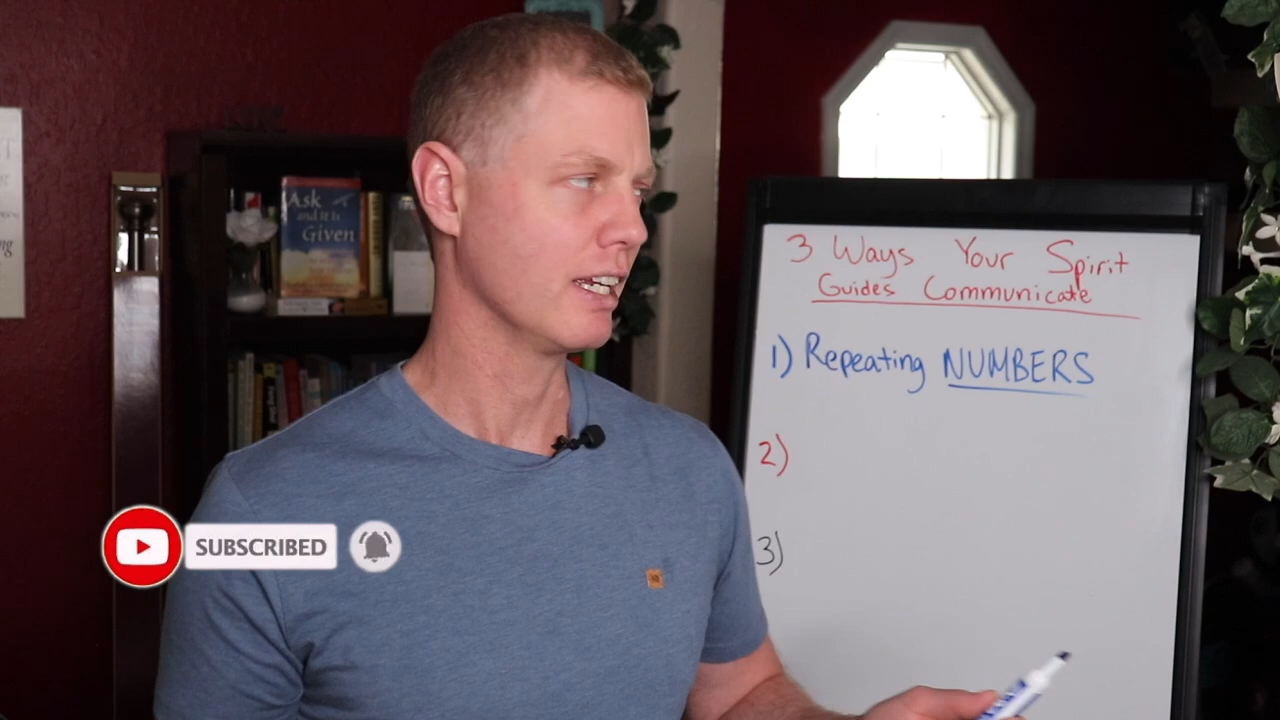 3 Ways Your Spirit
Guides Communicate
1) Repeating NUMBERS
2)
3)
Ask
and It Is
Given
SUBSCRIBED